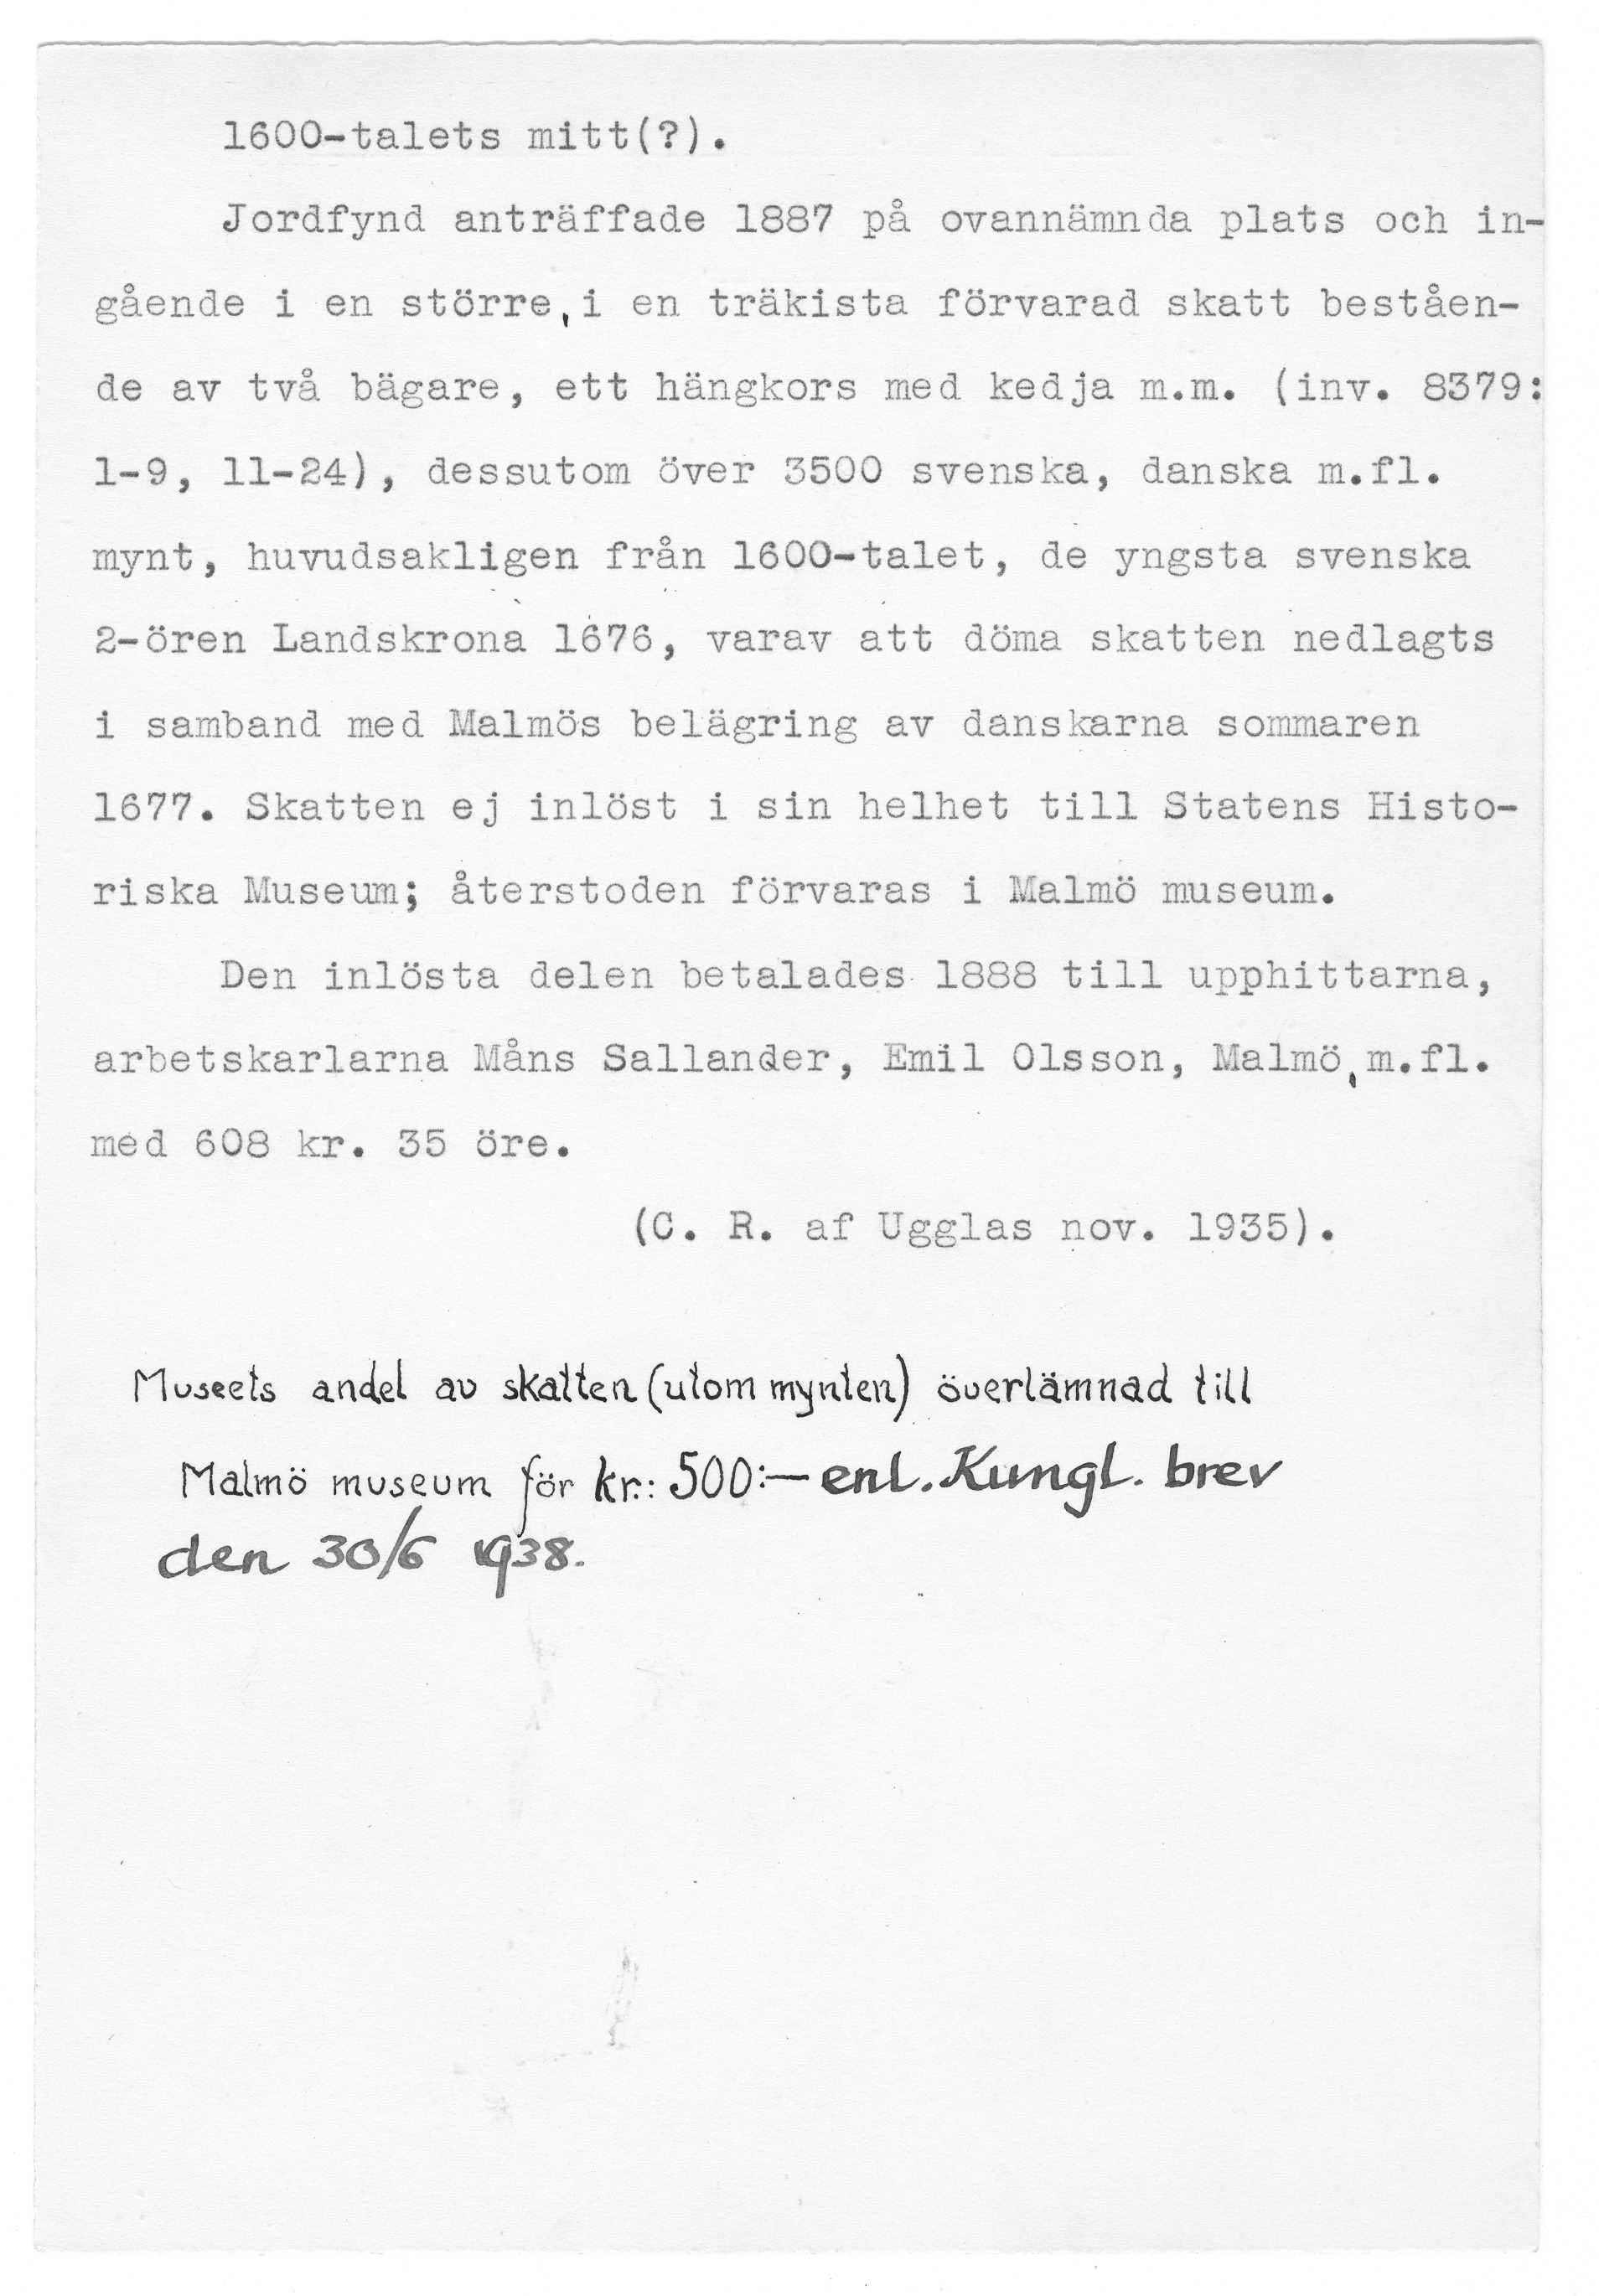 1600-talets mitt(?).
Jordfynd anträffade 1887 på ovannämnda plats och in-
gående i en större, i en träkista förvarad skatt beståen-
de av två bägare, ett hängkors med kedja m.m. (inv. 8379:
1-9, 11-24), dessutom över 3500 svenska, danska m.fl.
mynt, huvudsakligen från 1600-talet, de yngsta svenska
2-ören Landskrona 1676, varav att döma skatten nedlagts
i samband med Malmös belägring av danskarna sommaren
1677. Skatten ej inlöst i sin helhet till Statens Histo-
riska Museum; återstoden förvaras i Malmö museum.
Den inlösta delen betalades 1888 till upphittarna,
arbetskarlarna Måns Sallander, Emil Olsson, Malmö, m.fl.
med 608 kr. 35 öre.
(C. R. af Ugglas nov. 1935).
Museets andel av skatten (utom mynten) överlämnad till
Malmö museum för kr.: 500:— enl. Kungl. brev
den 30/6 1938.